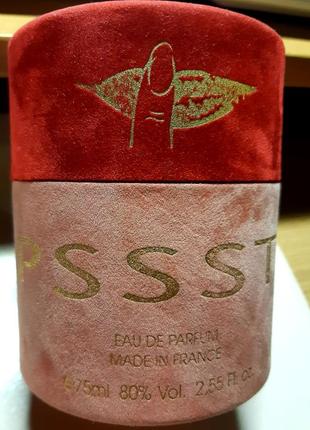 PSSST
EAU DE PARFUM
MADE IN FRANCE
℮75ml 80% Vol. 2,55 Fl. oz.